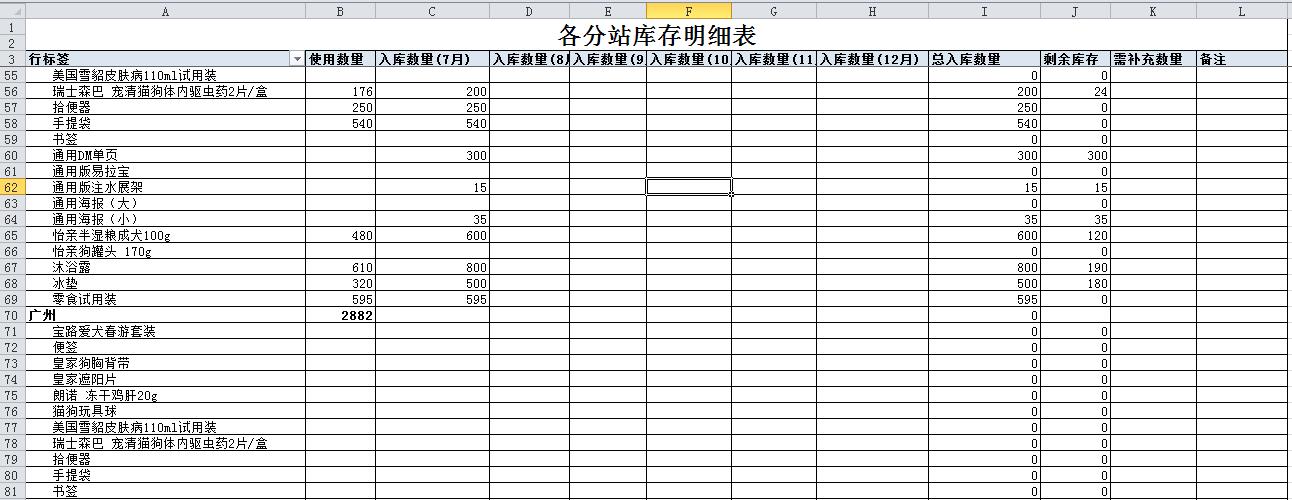 A B C D E F G H I J K L
1 各分站库存明细表
2
3 行标签 使用数量 入库数量(7月) 入库数量(8 入库数量(9 入库数量(10 入库数量(11 入库数量(12月) 总入库数量 剩余库存 需补充数量 备注
55 美国雪貂皮肤病110ml试用装 0 0
56 瑞士森巴 宠清猫狗体内驱虫药2片/盒 176 200 200 24
57 拾便器 250 250 250 0
58 手提袋 540 540 540 0
59 书签 0 0
60 通用DM单页 300 300 300
61 通用版易拉宝 0 0
62 通用版注水展架 15 15 15
63 通用海报（大） 0 0
64 通用海报（小） 35 35 35
65 怡亲半湿粮成犬100g 480 600 600 120
66 怡亲狗罐头 170g 0 0
67 沐浴露 610 800 800 190
68 冰垫 320 500 500 180
69 零食试用装 595 595 595 0
70 广州 2882 0
71 宝路爱犬春游套装 0 0
72 便签 0 0
73 皇家狗胸背带 0 0
74 皇家遮阳片 0 0
75 朗诺 冻干鸡肝20g 0 0
76 猫狗玩具球 0 0
77 美国雪貂皮肤病110ml试用装 0 0
78 瑞士森巴 宠清猫狗体内驱虫药2片/盒 0 0
79 拾便器 0 0
80 手提袋 0 0
81 书签 0 0